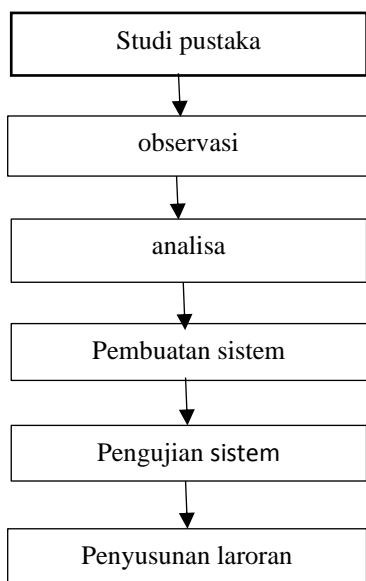 Studi pustaka
observasi
analisa
Pembuatan sistem
Pengujian sistem
Penyusunan laroran